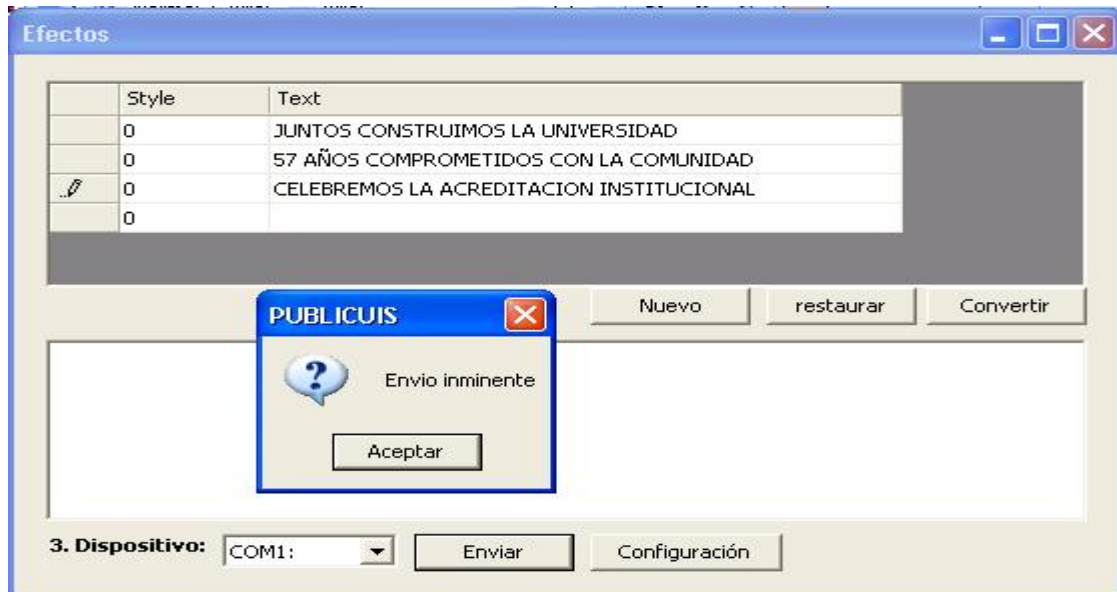 Efectos
Style Text
0 JUNTOS CONSTRUIMOS LA UNIVERSIDAD
0 57 AÑOS COMPROMETIDOS CON LA COMUNIDAD
0 CELEBREMOS LA ACREDITACION INSTITUCIONAL
0
Nuevo restaurar Convertir
PUBLICUIS
Envio inminente
Aceptar
3. Dispositivo: COM1: Enviar Configuración